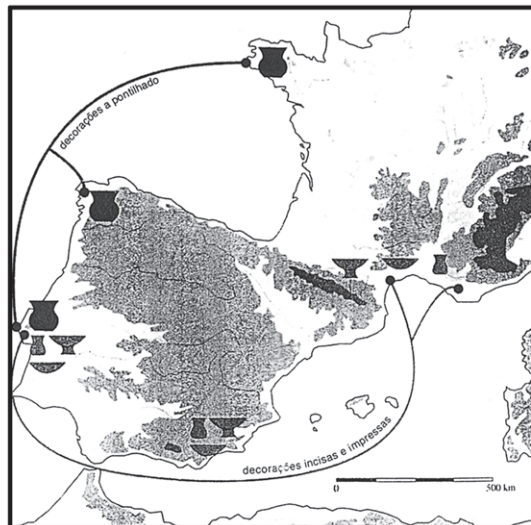 decorações a pontilhado
decorações incisas e impressas
0 500 km